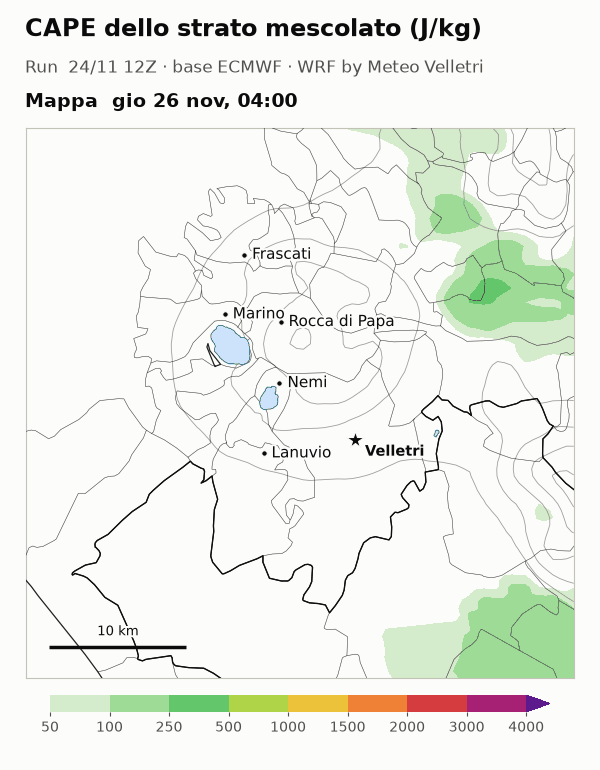 CAPE dello strato mescolato (J/kg)
Run  24/11 12Z · base ECMWF · WRF by Meteo Velletri
Mappa  gio 26 nov, 04:00
Frascati
Marino
Rocca di Papa
Nemi
Velletri
Lanuvio
10 km
50 100 250 500 1000 1500 2000 3000 4000